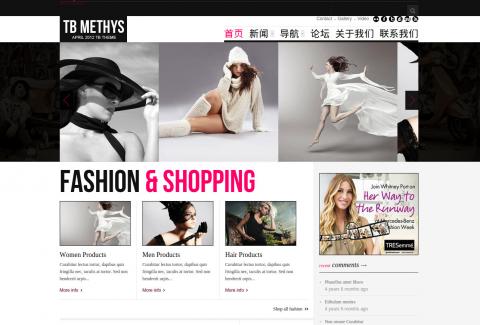 Contact . Gallery . Video
TB METHYS
APRIL 2012 TB THEME
首页 新闻 导航 论坛 关于我们 联系我们
FASHION & SHOPPING
Join Whitney Port on
Her Way to
the Runway
at Mercedes-Benz
Fashion Week
TRESemmé
Women Products
Curabitur lectus tortor, dapibus quis
fringilla nec, iaculis at tortor. Sed non
hendrerit turpis...
More info
Men Products
Curabitur lectus tortor, dapibus quis
fringilla nec, iaculis at tortor. Sed non
hendrerit turpis...
More info
Hair Products
Curabitur lectus tortor, dapibus quis
fringilla nec, iaculis at tortor. Sed non
hendrerit turpis...
More info
Shop all fashion
recent comments
Phasellus amet libero
4 years 6 months ago
Bibulum montes
4 years 6 months ago
Non ornare Curabitur